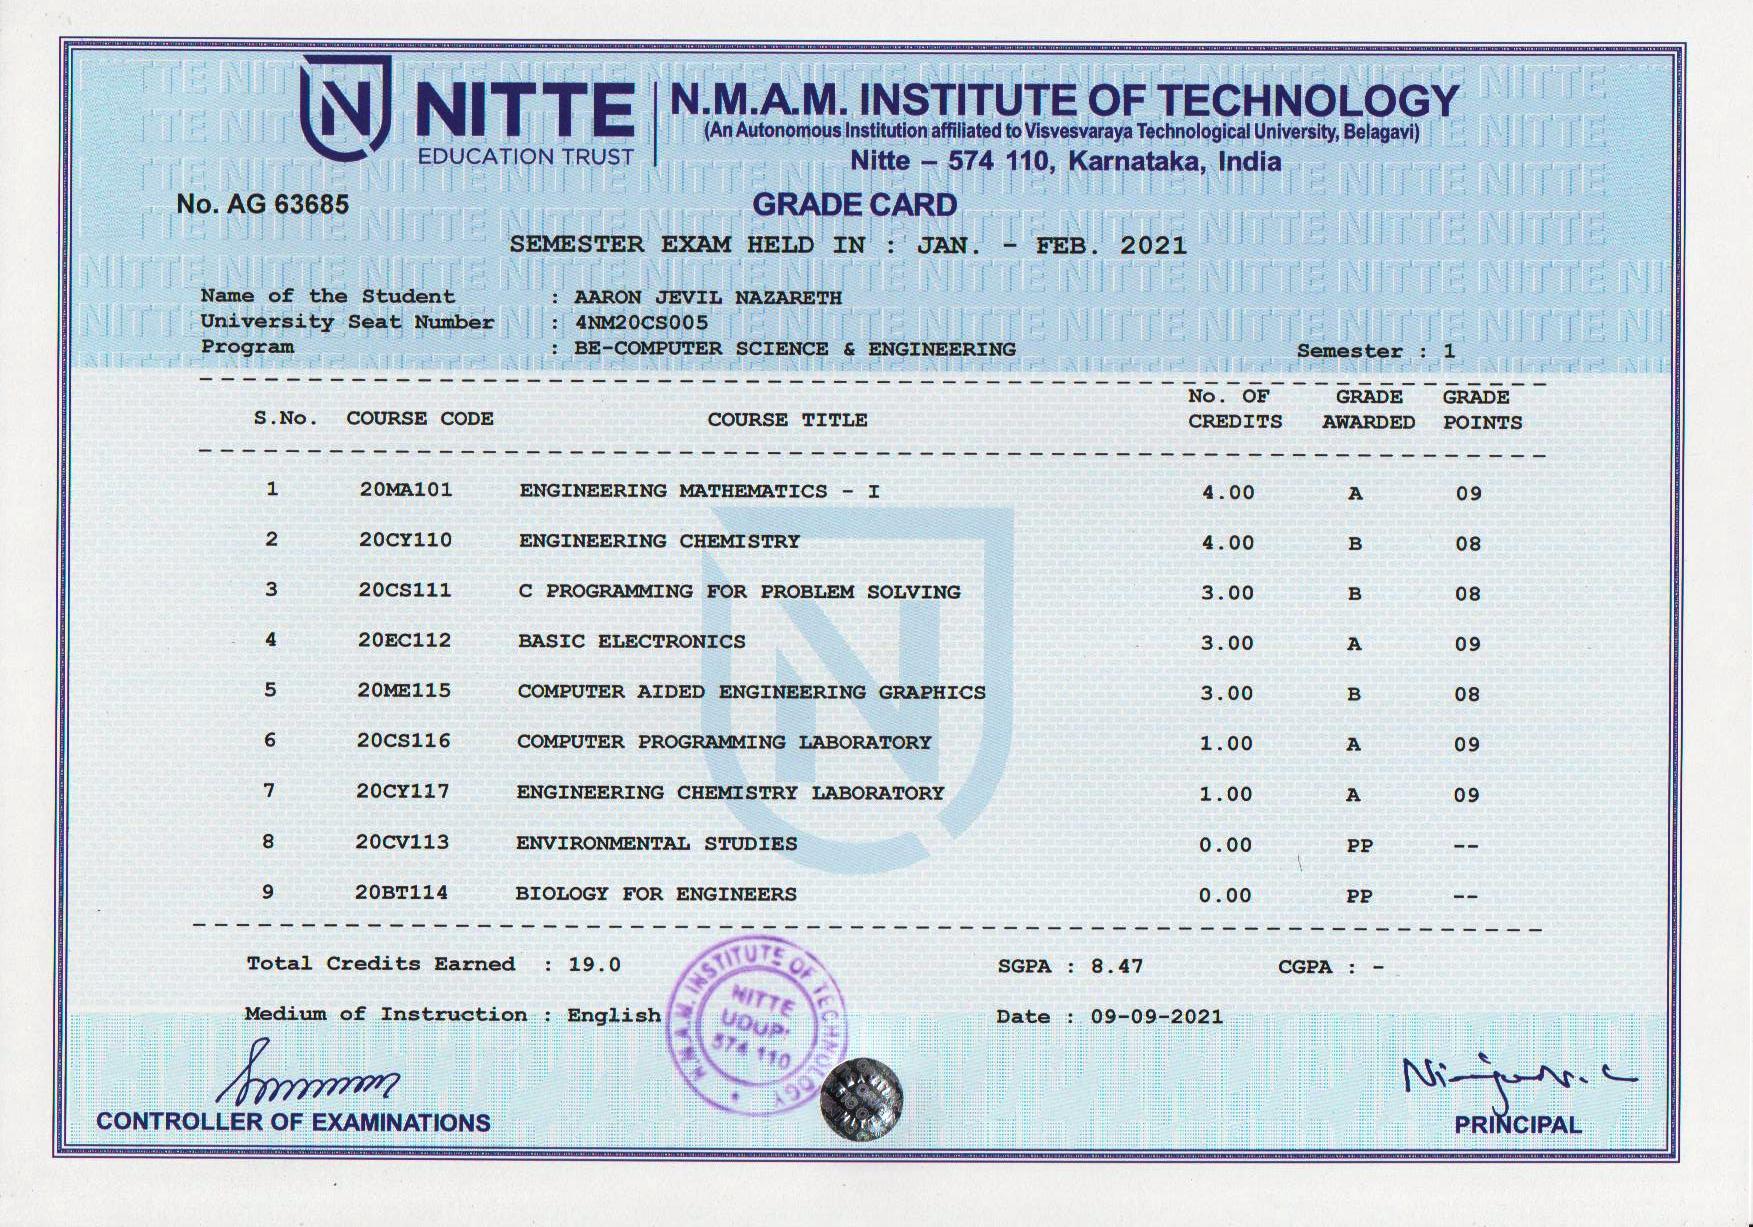 NITTE
EDUCATION TRUST
N.M.A.M. INSTITUTE OF TECHNOLOGY
(An Autonomous Institution affiliated to Visvesvaraya Technological University, Belagavi)
Nitte – 574 110, Karnataka, India
No. AG 63685
GRADE CARD
SEMESTER EXAM HELD IN : JAN. - FEB. 2021
Name of the Student : AARON JEVIL NAZARETH
University Seat Number : 4NM20CS005
Program : BE-COMPUTER SCIENCE & ENGINEERING Semester : 1
S.No. COURSE CODE COURSE TITLE No. OF CREDITS GRADE AWARDED GRADE POINTS
1 20MA101 ENGINEERING MATHEMATICS - I 4.00 A 09
2 20CY110 ENGINEERING CHEMISTRY 4.00 B 08
3 20CS111 C PROGRAMMING FOR PROBLEM SOLVING 3.00 B 08
4 20EC112 BASIC ELECTRONICS 3.00 A 09
5 20ME115 COMPUTER AIDED ENGINEERING GRAPHICS 3.00 B 08
6 20CS116 COMPUTER PROGRAMMING LABORATORY 1.00 A 09
7 20CY117 ENGINEERING CHEMISTRY LABORATORY 1.00 A 09
8 20CV113 ENVIRONMENTAL STUDIES 0.00 PP --
9 20BT114 BIOLOGY FOR ENGINEERS 0.00 PP --
Total Credits Earned : 19.0 SGPA : 8.47 CGPA : -
Medium of Instruction : English Date : 09-09-2021
N.M.A.M. INSTITUTE OF TECHNOLOGY
NITTE
UDUPI
574 110
CONTROLLER OF EXAMINATIONS
PRINCIPAL